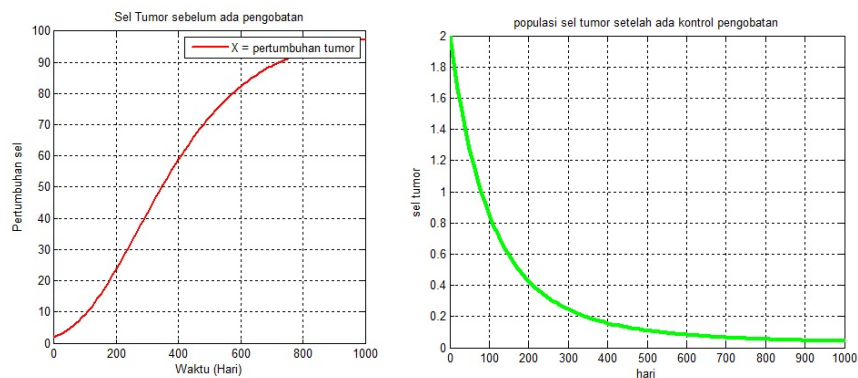 Sel Tumor sebelum ada pengobatan
X = pertumbuhan tumor
Pertumbuhan sel
100
90
80
70
60
50
40
30
20
10
0
0 200 400 600 800 1000
Waktu (Hari)
populasi sel tumor setelah ada kontrol pengobatan
sel tumor
2
1.8
1.6
1.4
1.2
1
0.8
0.6
0.4
0.2
0
0 100 200 300 400 500 600 700 800 900 1000
hari